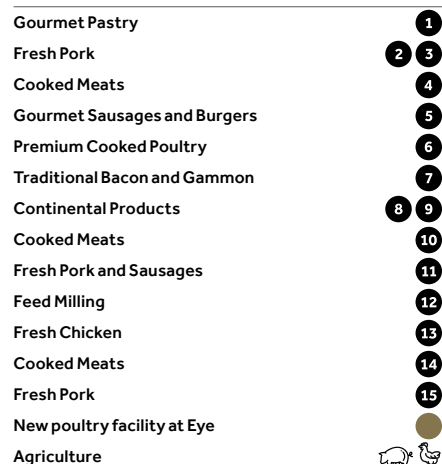 Gourmet Pastry 1
Fresh Pork 2 3
Cooked Meats 4
Gourmet Sausages and Burgers 5
Premium Cooked Poultry 6
Traditional Bacon and Gammon 7
Continental Products 8 9
Cooked Meats 10
Fresh Pork and Sausages 11
Feed Milling 12
Fresh Chicken 13
Cooked Meats 14
Fresh Pork 15
New poultry facility at Eye
Agriculture